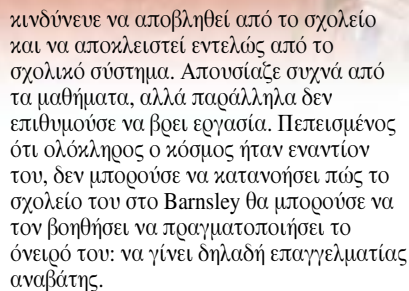 κινδύνευε να αποβληθεί από το σχολείο
και να αποκλειστεί εντελώς από το
σχολικό σύστημα. Απουσίαζε συχνά από
τα μαθήματα, αλλά παράλληλα δεν
επιθυμούσε να βρει εργασία. Πεπεισμένος
ότι ολόκληρος ο κόσμος ήταν εναντίον
του, δεν μπορούσε να κατανοήσει πώς το
σχολείο του στο Barnsley θα μπορούσε να
τον βοηθήσει να πραγματοποιήσει το
όνειρό του: να γίνει δηλαδή επαγγελματίας
αναβάτης.